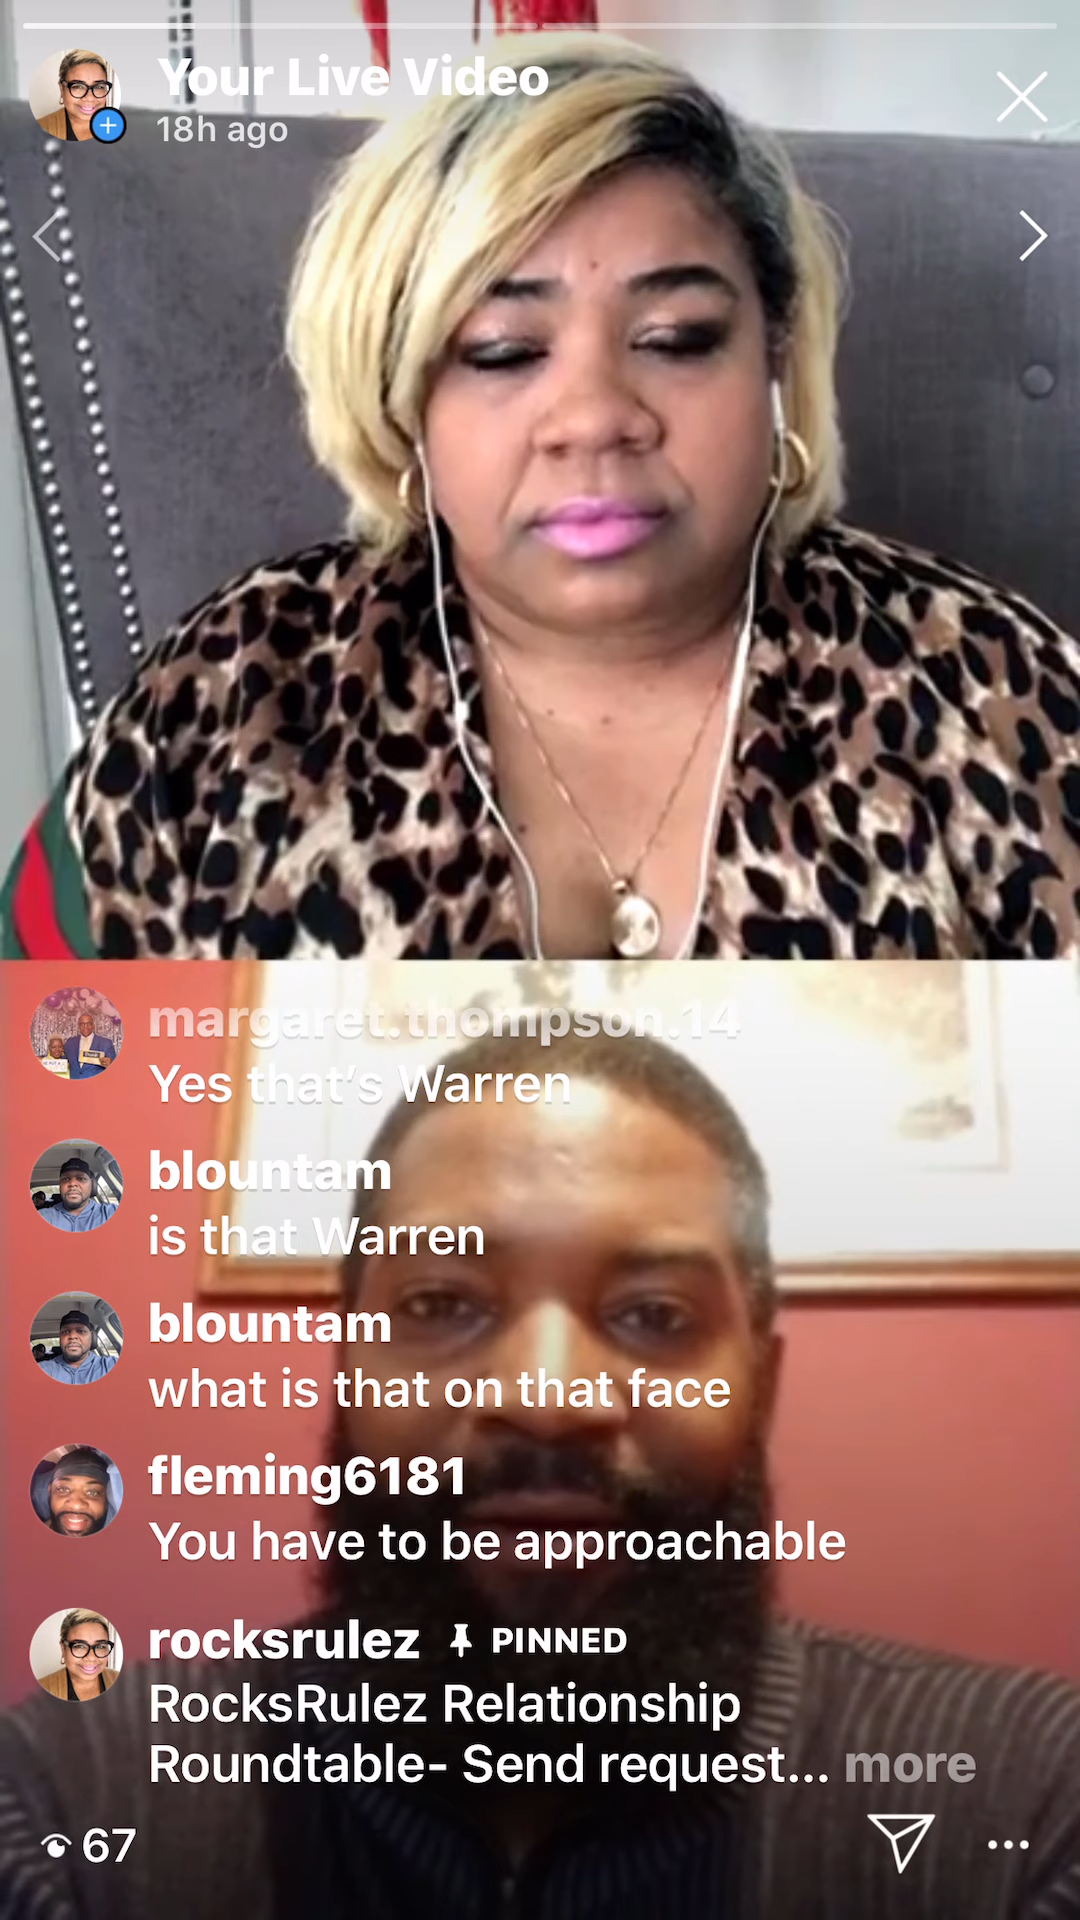 Your Live Video
18h ago
margaret.thompson.14
Yes that's Warren
blountam
is that Warren
blountam
what is that on that face
fleming6181
You have to be approachable
rocksrulez PINNED
RocksRulez Relationship
Roundtable- Send request... more
67